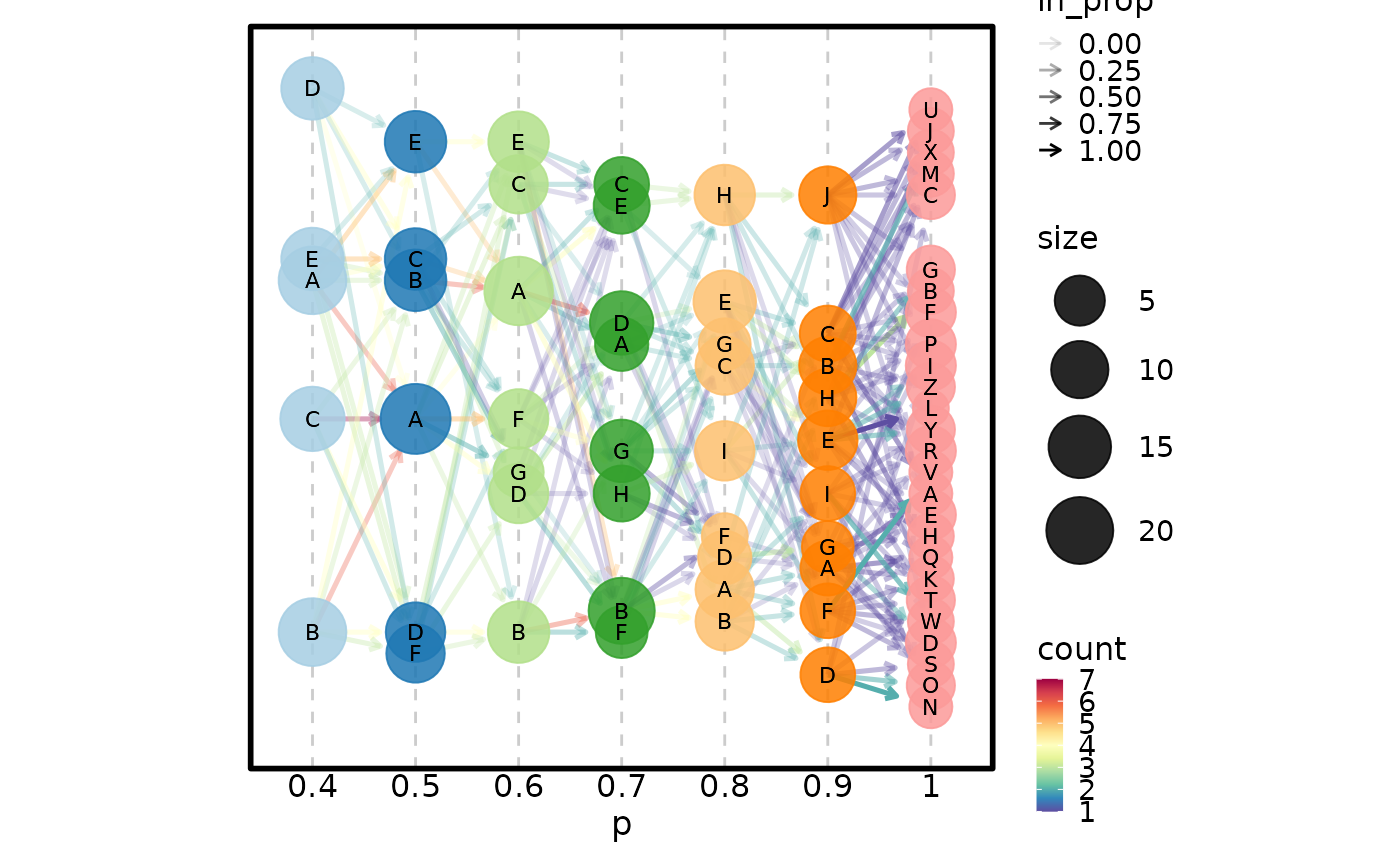 in_prop
0.00
0.25
0.50
0.75
1.00
size
5
10
15
20
count
7
6
5
4
3
2
1
D
E
A
C
B
E
C
B
A
D
F
E
C
A
F
G
D
B
C
E
D
A
G
H
B
F
H
E
G
C
I
F
D
A
B
J
C
B
H
E
I
G
A
F
D
U
J
X
M
C
G
B
F
P
I
Z
L
Y
R
V
A
E
H
Q
K
T
W
D
S
O
N
0.4 0.5 0.6 0.7 0.8 0.9 1
p